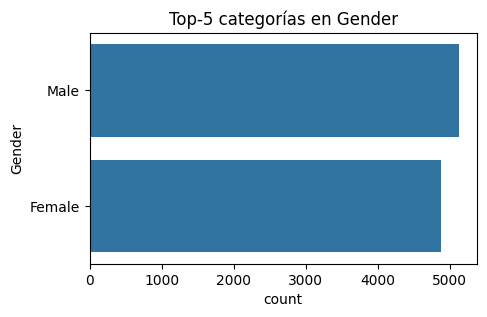 Top-5 categorías en Gender
Gender
Male
Female
0 1000 2000 3000 4000 5000
count